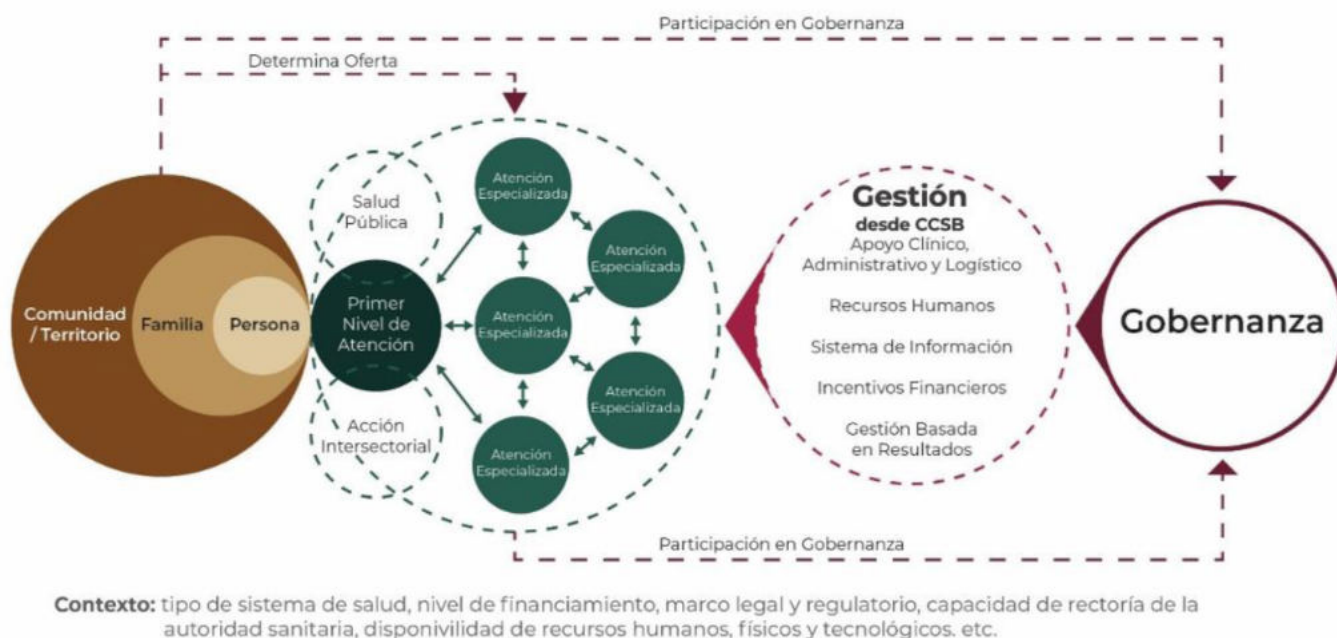 Participación en Gobernanza
Determina Oferta
Comunidad
/ Territorio
Familia
Persona
Salud
Pública
Primer
Nivel de
Atención
Acción
Intersectorial
Atención
Especializada
Atención
Especializada
Atención
Especializada
Atención
Especializada
Atención
Especializada
Gestión
desde CCSB
Apoyo Clínico,
Administrativo y Logístico
Recursos Humanos
Sistema de Información
Incentivos Financieros
Gestión Basada
en Resultados
Gobernanza
Participación en Gobernanza
Contexto: tipo de sistema de salud, nivel de financiamiento, marco legal y regulatorio, capacidad de rectoría de la
autoridad sanitaria, disponivilidad de recursos humanos, físicos y tecnológicos. etc.